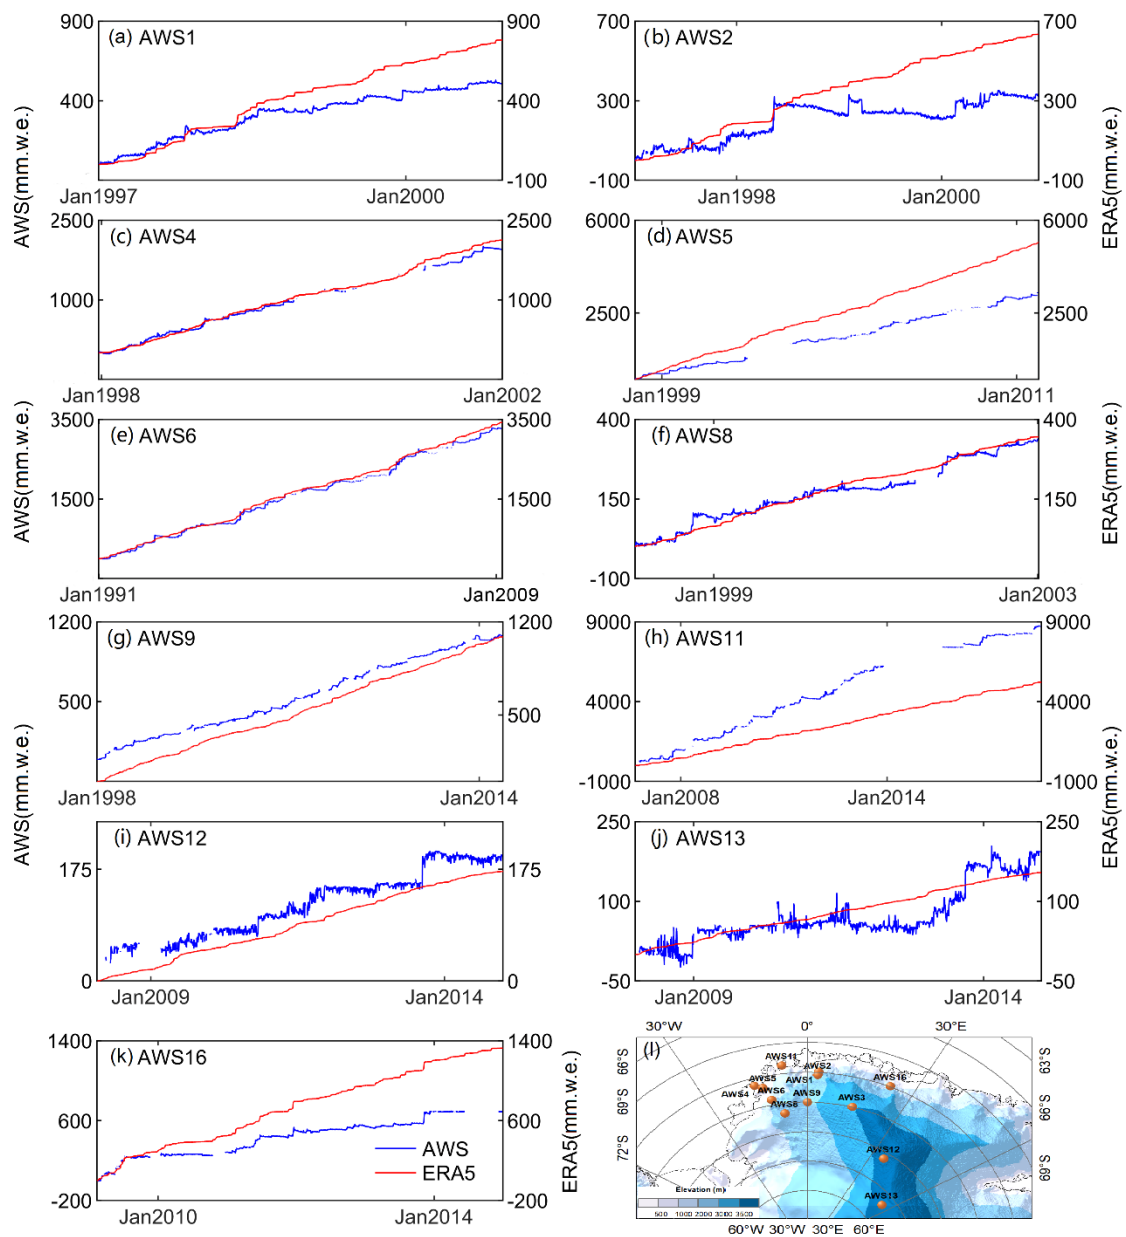 900
(a) AWS1
900
400
400
-100
Jan1997
Jan2000
700
(b) AWS2
700
300
300
-100
-100
Jan1998
Jan2000
AWS(mm.w.e.)
ERA5(mm.w.e.)
2500
(c) AWS4
2500
1000
1000
Jan1998
Jan2002
6000
(d) AWS5
6000
2500
2500
Jan1999
Jan2011
3500
(e) AWS6
3500
1500
1500
Jan1991
Jan2009
400
(f) AWS8
400
150
150
-100
-100
Jan1999
Jan2003
AWS(mm.w.e.)
ERA5(mm.w.e.)
1200
(g) AWS9
1200
500
500
Jan1998
Jan2014
9000
(h) AWS11
9000
4000
4000
-1000
-1000
Jan2008
Jan2014
(i) AWS12
175
175
0
0
Jan2009
Jan2014
250
(j) AWS13
250
100
100
-50
-50
Jan2009
Jan2014
AWS(mm.w.e.)
ERA5(mm.w.e.)
1400
(k) AWS16
1400
600
600
-200
-200
AWS
ERA5
Jan2010
Jan2014
ERA5(mm.w.e.)
30°W
0°
30°E
(l)
66°S
69°S
72°S
63°S
66°S
69°S
AWS11
AWS2
AWS5
AWS1
AWS16
AWS4
AWS6
AWS9
AWS3
AWS8
AWS12
AWS13
Elevation (m)
500 1000 2000 3000 3500
60°W 30°W 30°E 60°E